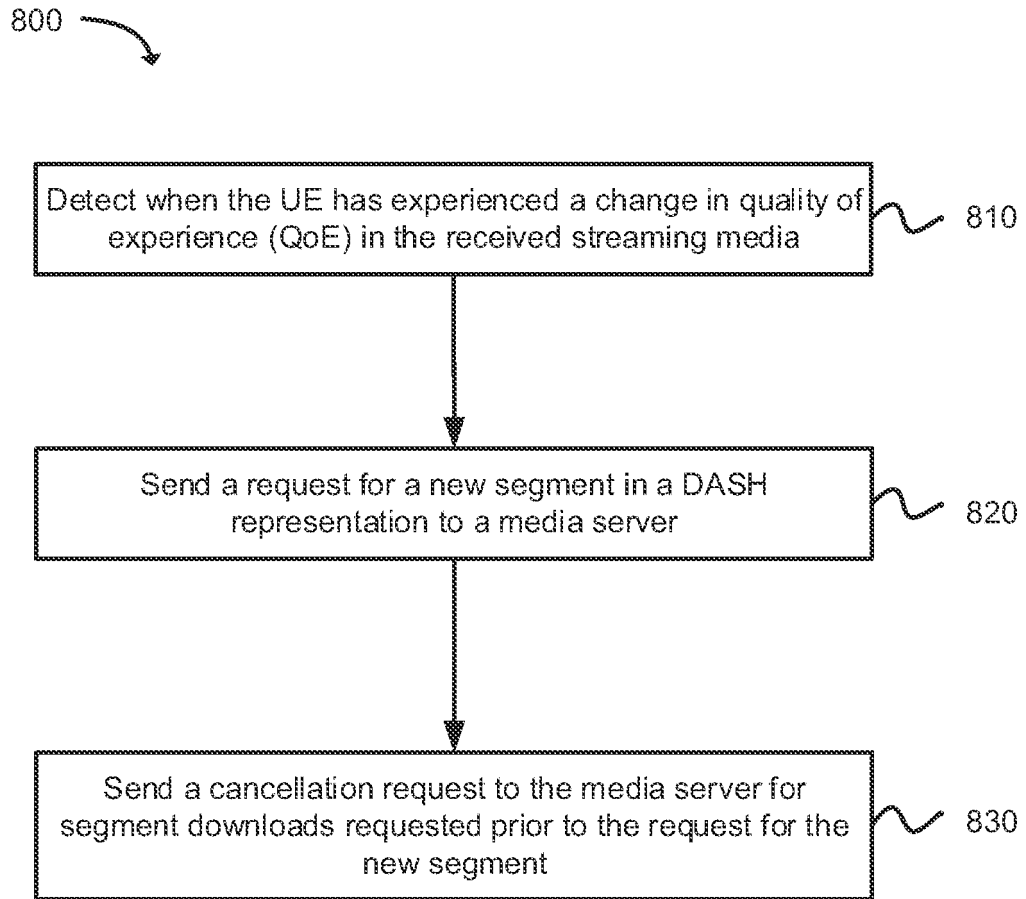 800
Detect when the UE has experienced a change in quality of
experience (QoE) in the received streaming media
810
Send a request for a new segment in a DASH
representation to a media server
820
Send a cancellation request to the media server for
segment downloads requested prior to the request for the
new segment
830